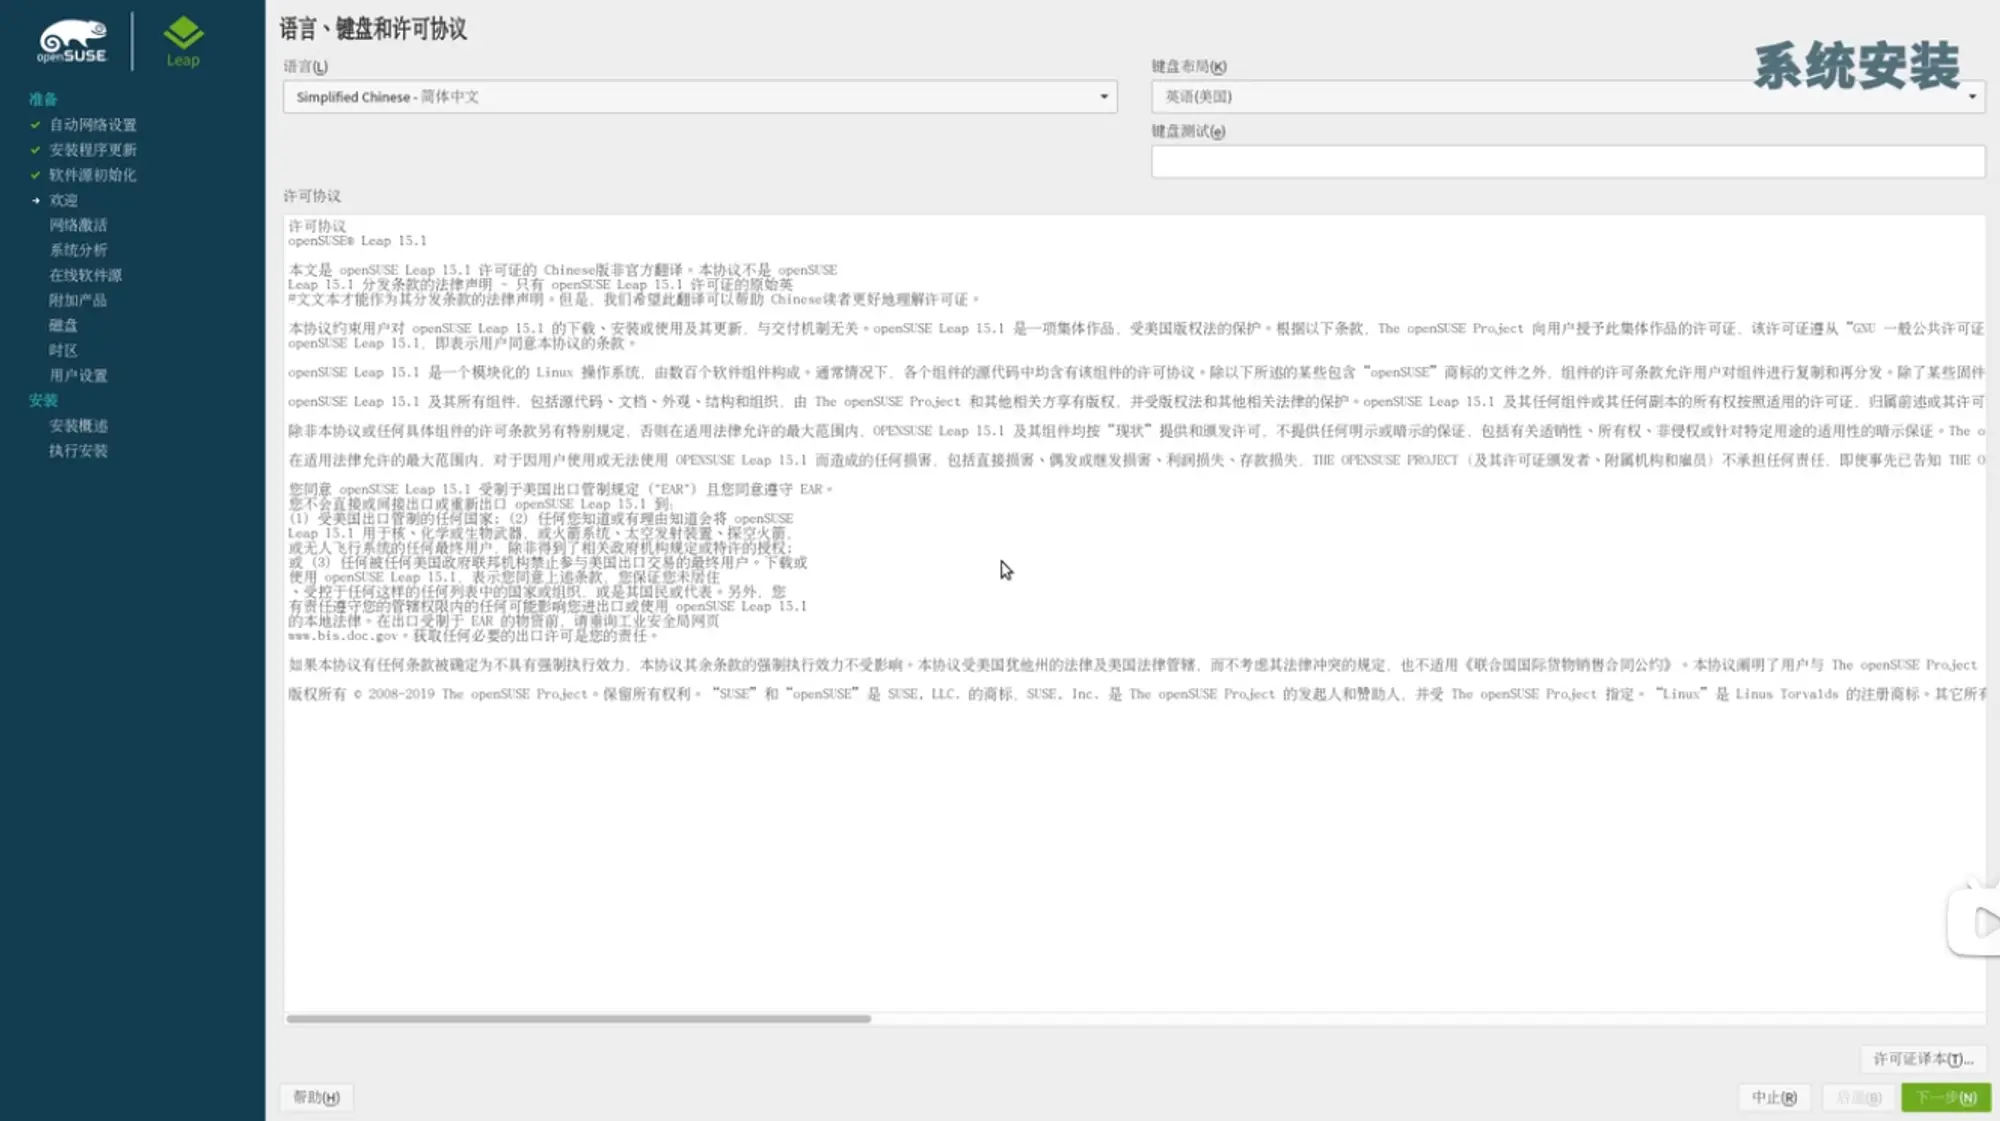 openSUSE
Leap
准备
自动网络设置
安装程序更新
软件源初始化
欢迎
网络激活
系统分析
在线软件源
附加产品
磁盘
时区
用户设置
安装
安装概述
执行安装
语言、键盘和许可协议
系统安装
语言(L)
Simplified Chinese - 简体中文
键盘布局(K)
英语(美国)
键盘测试(e)
许可协议
许可协议
openSUSE® Leap 15.1
本文是 openSUSE Leap 15.1 许可证的 Chinese版非官方翻译。本协议不是 openSUSE
Leap 15.1 分发条款的法律声明 - 只有 openSUSE Leap 15.1 许可证的原始英
#文文本才能作为其分发条款的法律声明。但是，我们希望此翻译可以帮助 Chinese读者更好地理解许可证。
本协议约束用户对 openSUSE Leap 15.1 的下载、安装或使用及其更新，与交付机制无关。openSUSE Leap 15.1 是一项集体作品，受美国版权法的保护。根据以下条款，The openSUSE Project 向用户授予此集体作品的许可证，该许可证遵从“GNU 一般公共许可证
openSUSE Leap 15.1，即表示用户同意本协议的条款。
openSUSE Leap 15.1 是一个模块化的 Linux 操作系统，由数百个软件组件构成。通常情况下，各个组件的源代码中均含有该组件的许可协议。除以下所述的某些包含“openSUSE”商标的文件之外，组件的许可条款允许用户对组件进行复制和再分发。除了某些固件
openSUSE Leap 15.1 及其所有组件，包括源代码、文档、外观、结构和组织，由 The openSUSE Project 和其他相关方享有版权，并受版权法和其他相关法律的保护。openSUSE Leap 15.1 及其任何组件或其任何副本的所有权按照适用的许可证，归属前述或其许可
除非本协议或任何具体组件的许可条款另有特别规定，否则在适用法律允许的最大范围内，OPENSUSE Leap 15.1 及其组件均按“现状”提供和颁发许可，不提供任何明示或暗示的保证，包括有关适销性、所有权、非侵权或针对特定用途的适用性的暗示保证。The o
在适用法律允许的最大范围内，对于因用户使用或无法使用 OPENSUSE Leap 15.1 而造成的任何损害，包括直接损害、偶发或继发损害、利润损失、存款损失，THE OPENSUSE PROJECT (及其许可证颁发者、附属机构和雇员) 不承担任何责任，即使事先已告知 THE O
您同意 openSUSE Leap 15.1 受制于美国出口管制规定 ("EAR") 且您同意遵守 EAR。
您不会直接或间接出口或重新出口 openSUSE Leap 15.1 到：
(1) 受美国出口管制的任何国家；(2) 任何您知道或有理由知道会将 openSUSE
Leap 15.1 用于核、化学或生物武器，或火箭系统、太空发射装置、探空火箭，
或无人飞行系统的任何最终用户，除非得到了相关政府机构规定或特许的授权；
或 (3) 任何被任何美国政府联邦机构禁止参与美国出口交易的最终用户。下载或
使用 openSUSE Leap 15.1，表示您同意上述条款，您保证您未居住
、受控于任何这样的任何列表中的国家或组织，或是其国民或代表。另外，您
有责任遵守您的管辖权限内的任何可能影响您进出口或使用 openSUSE Leap 15.1
的本地法律。在出口受制于 EAR 的物资前，请垂询工业安全局网页
www.bis.doc.gov。获取任何必要的出口许可是您的责任。
如果本协议有任何条款被确定为不具有强制执行效力，本协议其余条款的强制执行效力不受影响。本协议受美国犹他州的法律及美国法律管辖，而不考虑其法律冲突的规定，也不适用《联合国国际货物销售合同公约》。本协议阐明了用户与 The openSUSE Project
版权所有 © 2008-2019 The openSUSE Project。保留所有权利。“SUSE”和“openSUSE”是 SUSE, LLC. 的商标，SUSE, Inc. 是 The openSUSE Project 的发起人和赞助人，并受 The openSUSE Project 指定。“Linux”是 Linus Torvalds 的注册商标。其它所有
许可证译本(T)...
帮助(H)
中止(R)
后退(B)
下一步(N)